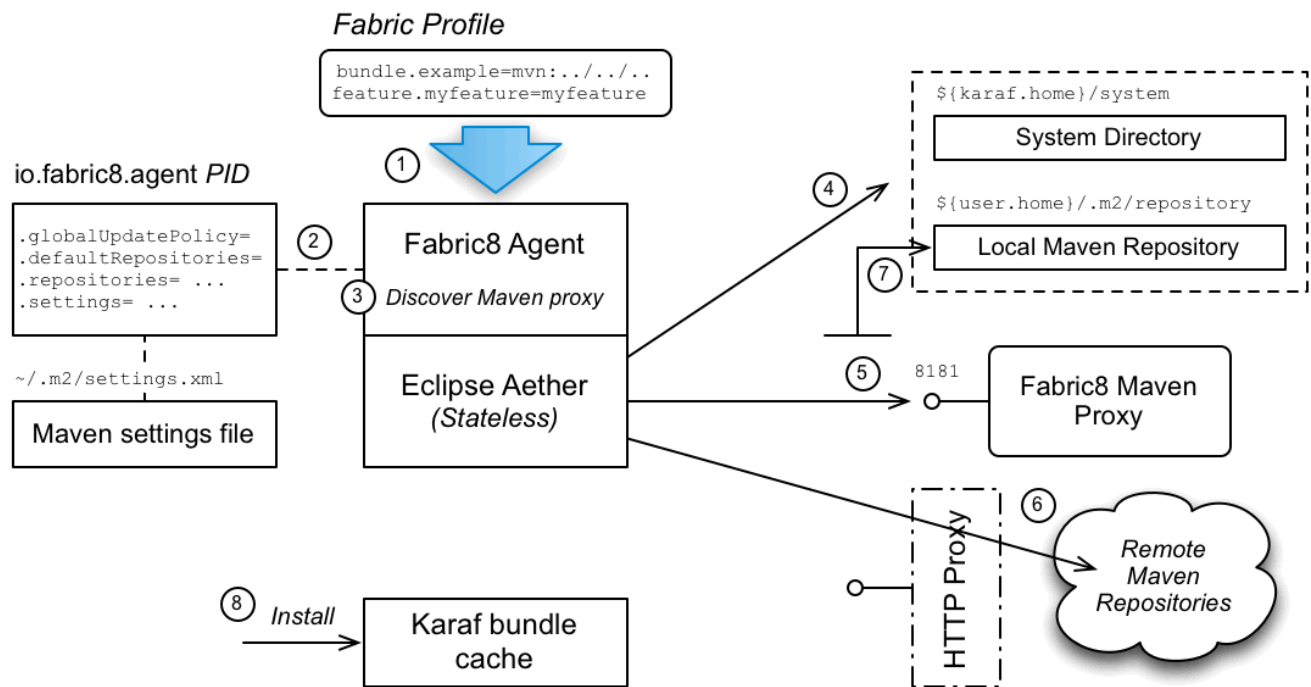 Fabric Profile
bundle.example=mvn:../../..
feature.myfeature=myfeature
1
io.fabric8.agent PID
.globalUpdatePolicy=
.defaultRepositories=
.repositories= ...
.settings= ...
2
~/.m2/settings.xml
Maven settings file
Fabric8 Agent
3
Discover Maven proxy
Eclipse Aether
(Stateless)
4
${karaf.home}/system
System Directory
${user.home}/.m2/repository
Local Maven Repository
7
5
8181
Fabric8 Maven
Proxy
HTTP Proxy
6
Remote
Maven
Repositories
8
Install
Karaf bundle
cache